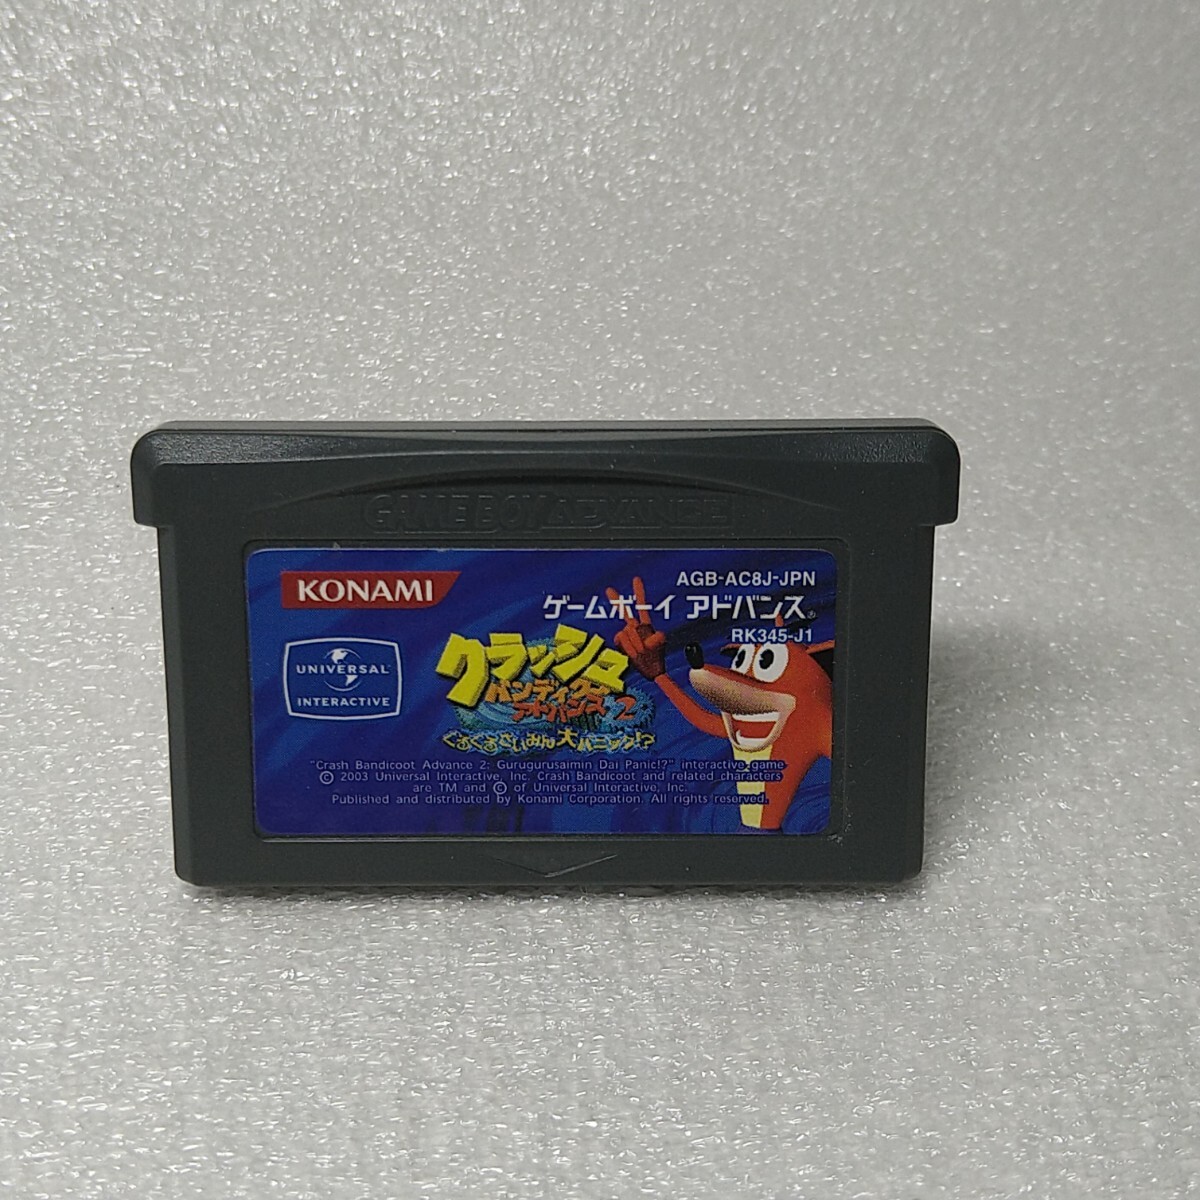 GAME BOY ADVANCE
KONAMI
AGB-AC8J-JPN
ゲームボーイ アドバンス
RK345-J1
UNIVERSAL
INTERACTIVE
クラッシュ
バンディクー
アドバンス2
ぐるぐるさいみん大パニック!?
"Crash Bandicoot Advance 2: Gurugurusaimin Dai Panic!?" interactive game
© 2003 Universal Interactive, Inc. Crash Bandicoot and related characters
are TM and © of Universal Interactive, Inc.
Published and distributed by Konami Corporation. All rights reserved.